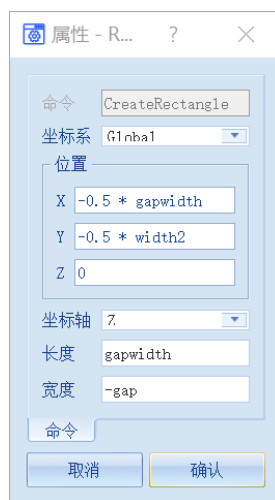 属性 - R... ?
命令 CreateRectangle
坐标系 Global
位置
X -0.5 * gapwidth
Y -0.5 * width2
Z 0
坐标轴 Z
长度 gapwidth
宽度 -gap
命令
取消 确认